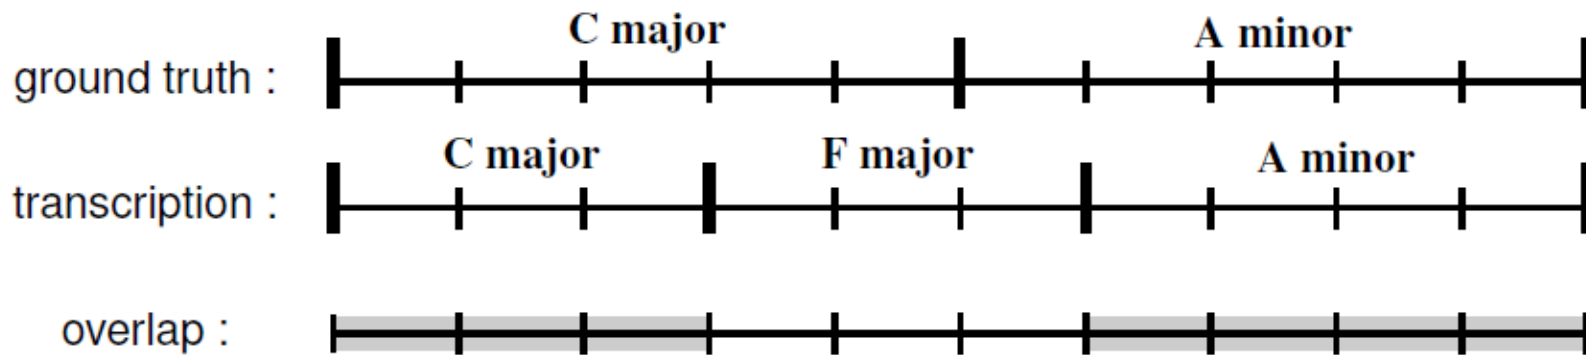 C major A minor
ground truth :
C major F major A minor
transcription :
overlap :